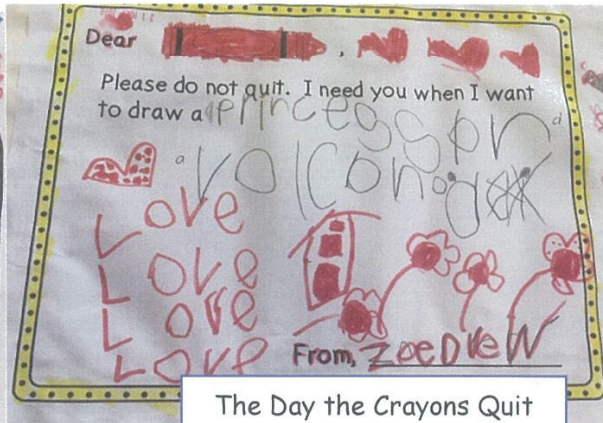 Dear
Please do not quit. I need you when I want
to draw a princess on
a volcano
Love
Love
Love
Love
From, ZoeDreW
The Day the Crayons Quit